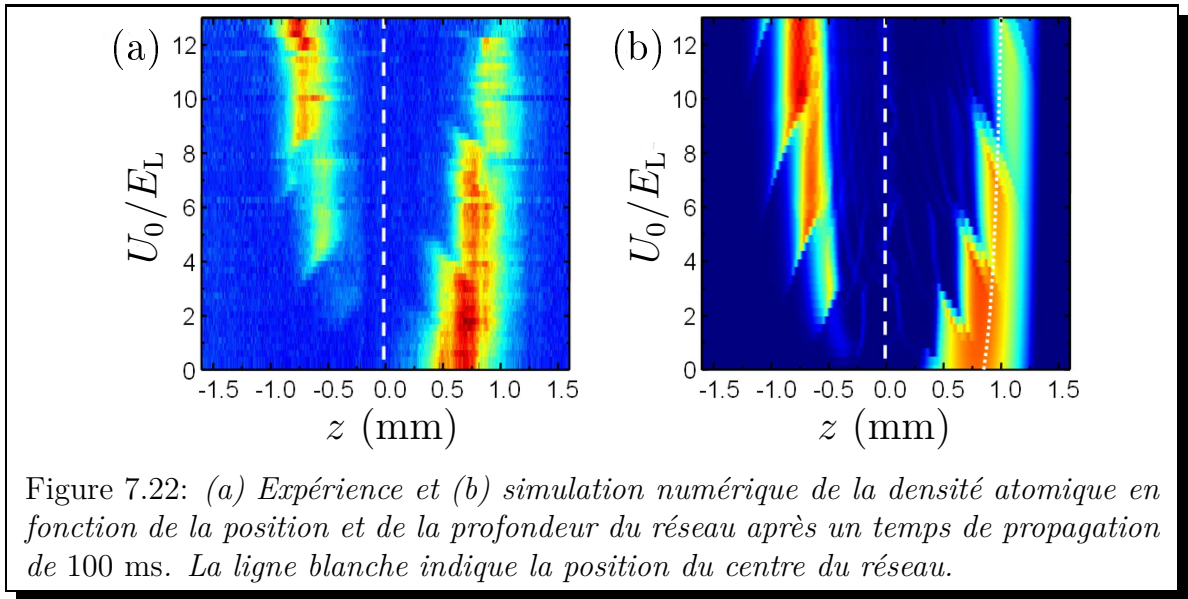 (a)
(b)
12
10
8
6
4
2
0
U₀/E_L
-1.5 -1.0 -0.5 0.0 0.5 1.0 1.5
z (mm)
12
10
8
6
4
2
0
U₀/E_L
-1.5 -1.0 -0.5 0.0 0.5 1.0 1.5
z (mm)
Figure 7.22: (a) Expérience et (b) simulation numérique de la densité atomique en
fonction de la position et de la profondeur du réseau après un temps de propagation
de 100 ms. La ligne blanche indique la position du centre du réseau.